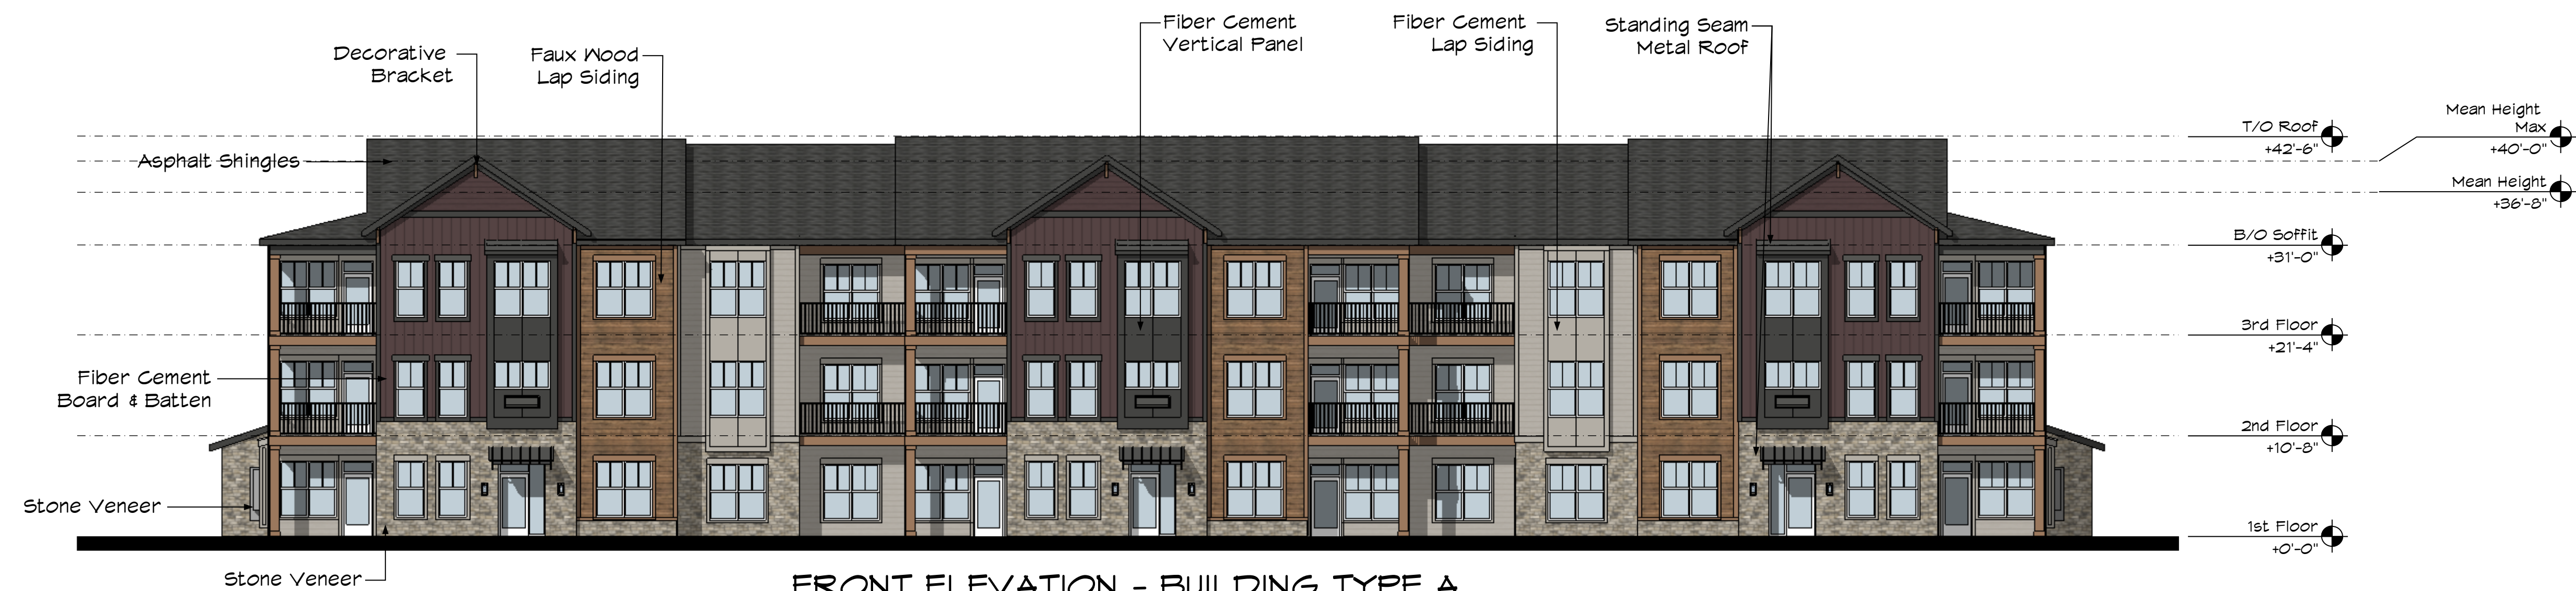 Decorative
Bracket
Faux Wood
Lap Siding
Fiber Cement
Vertical Panel
Fiber Cement
Lap Siding
Standing Seam
Metal Roof
Asphalt Shingles
Fiber Cement
Board & Batten
Stone Veneer
Stone Veneer
T/O Roof
+42'-6"
Mean Height
Max
+40'-0"
Mean Height
+36'-8"
B/O Soffit
+31'-0"
3rd Floor
+21'-4"
2nd Floor
+10'-8"
1st Floor
+0'-0"
FRONT ELEVATION - BUILDING TYPE A